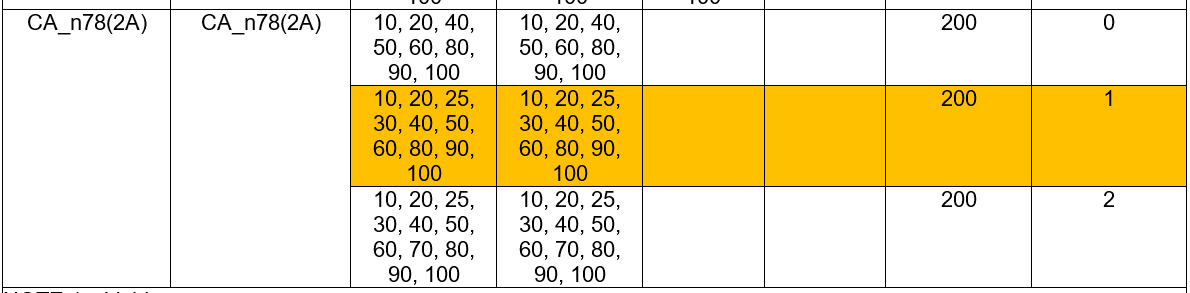 100 100 100
CA_n78(2A) CA_n78(2A) 10, 20, 40, 10, 20, 40, 200 0
50, 60, 80, 50, 60, 80,
90, 100 90, 100
10, 20, 25, 10, 20, 25, 200 1
30, 40, 50, 30, 40, 50,
60, 80, 90, 60, 80, 90,
100 100
10, 20, 25, 10, 20, 25, 200 2
30, 40, 50, 30, 40, 50,
60, 70, 80, 60, 70, 80,
90, 100 90, 100